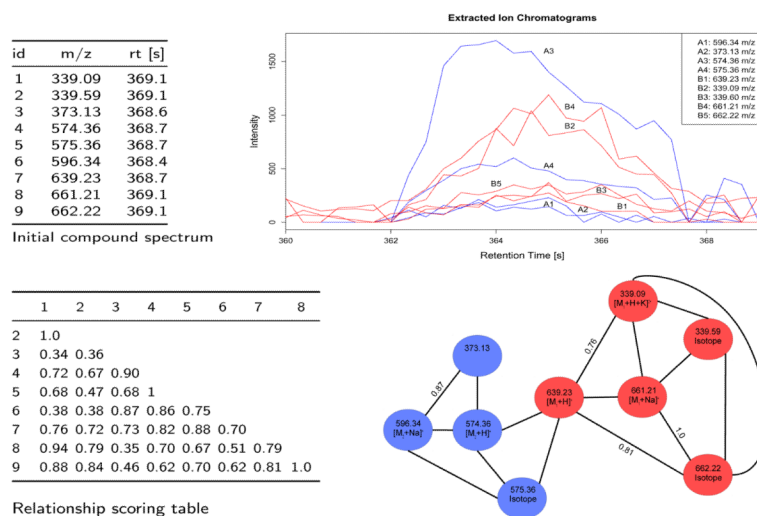 id m/z rt [s]
1 339.09 369.1
2 339.59 369.1
3 373.13 368.6
4 574.36 368.7
5 575.36 368.7
6 596.34 368.4
7 639.23 368.7
8 661.21 369.1
9 662.22 369.1
Initial compound spectrum
Extracted Ion Chromatograms
Intensity
1500
1000
500
0
A3
B4
B2
A4
B5
B3
A1
A2
B1
A1: 596.34 m/z
A2: 373.13 m/z
A3: 574.36 m/z
A4: 575.36 m/z
B1: 639.23 m/z
B2: 339.09 m/z
B3: 339.60 m/z
B4: 661.21 m/z
B5: 662.22 m/z
360 362 364 366 368
Retention Time [s]
1 2 3 4 5 6 7 8
2 1.0
3 0.34 0.36
4 0.72 0.67 0.90
5 0.68 0.47 0.68 1
6 0.38 0.38 0.87 0.86 0.75
7 0.76 0.72 0.73 0.82 0.88 0.70
8 0.94 0.79 0.35 0.70 0.67 0.51 0.79
9 0.88 0.84 0.46 0.62 0.70 0.62 0.81 1.0
Relationship scoring table
339.09
339.59
Isotope
0.76
373.13
0.87
639.23
661.21
596.34
574.36
1.0
0.81
662.22
Isotope
575.36
Isotope